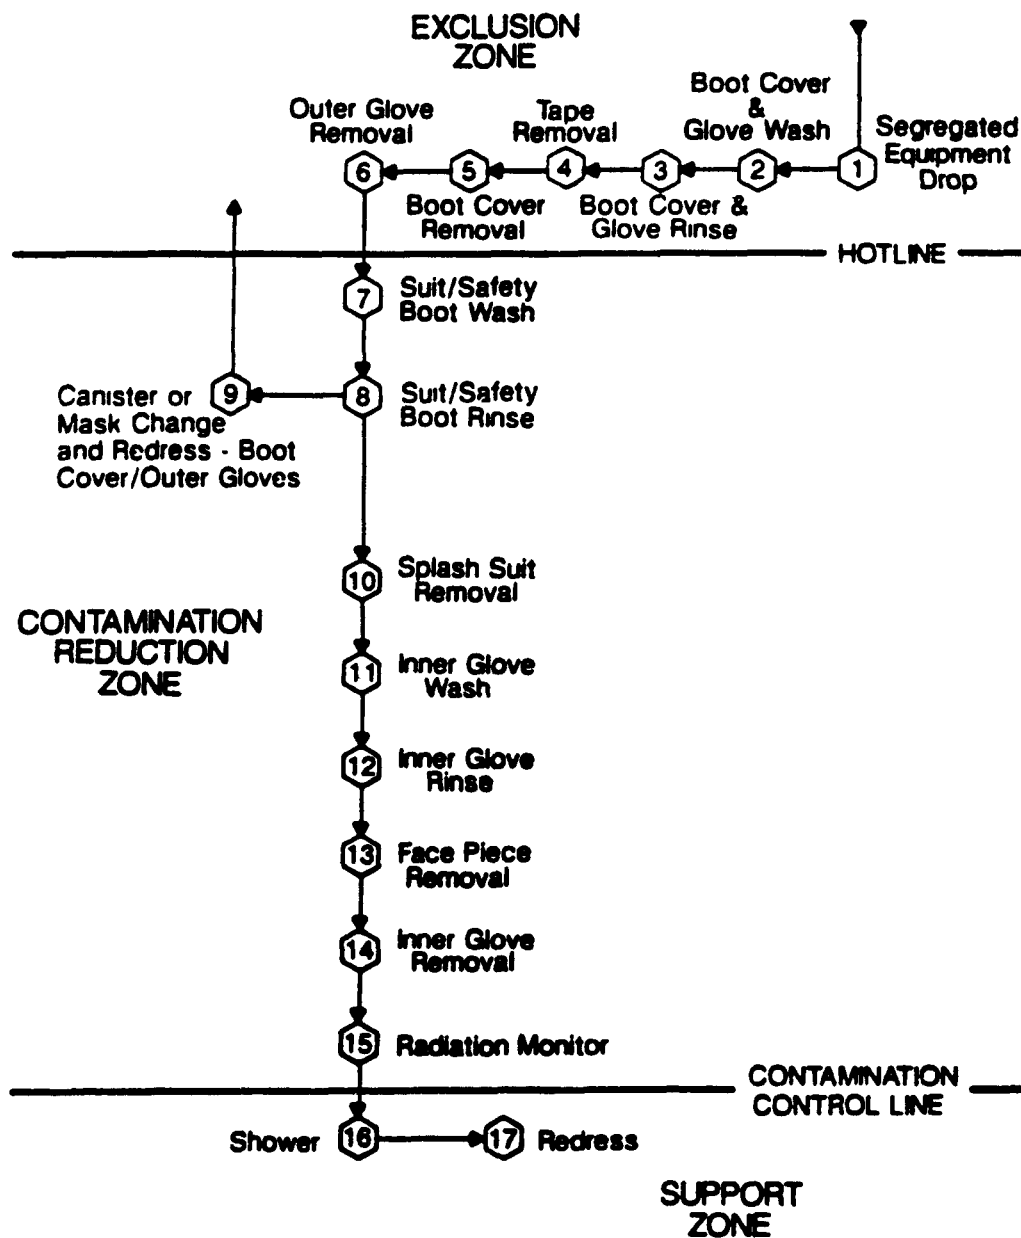 EXCLUSION
ZONE
Boot Cover
&
Glove Wash
Outer Glove
Removal
Tape
Removal
Segregated
Equipment
Drop
6
5
4
3
2
1
Boot Cover
Removal
Boot Cover &
Glove Rinse
HOTLINE
7
Suit/Safety
Boot Wash
9
8
Suit/Safety
Boot Rinse
Canister or
Mask Change
and Redress - Boot
Cover/Outer Gloves
10
Splash Suit
Removal
CONTAMINATION
REDUCTION
ZONE
11
Inner Glove
Wash
12
Inner Glove
Rinse
13
Face Piece
Removal
14
Inner Glove
Removal
15
Radiation Monitor
CONTAMINATION
CONTROL LINE
Shower
16
17
Redress
SUPPORT
ZONE